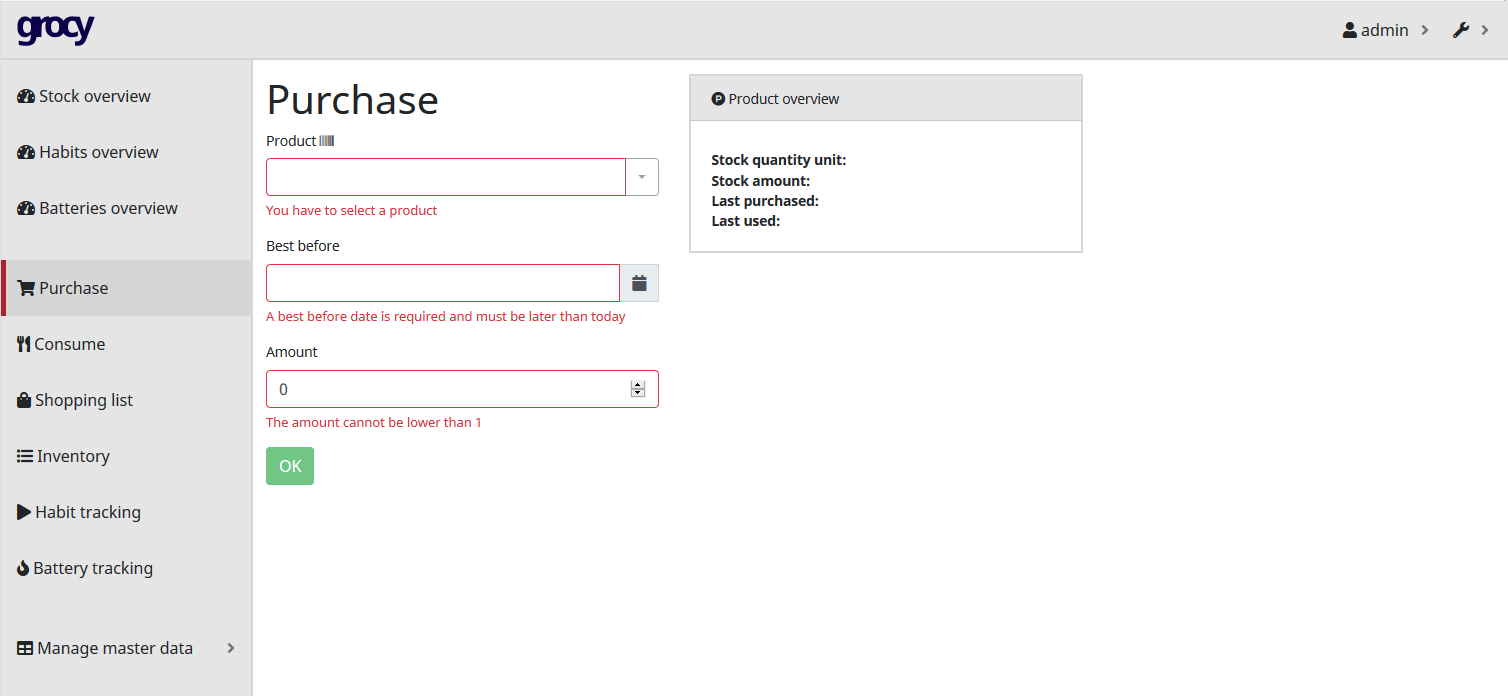 grocy
admin
Stock overview
Habits overview
Batteries overview
Purchase
Consume
Shopping list
Inventory
Habit tracking
Battery tracking
Manage master data
Purchase
Product
You have to select a product
Best before
A best before date is required and must be later than today
Amount
0
The amount cannot be lower than 1
OK
P Product overview
Stock quantity unit:
Stock amount:
Last purchased:
Last used: